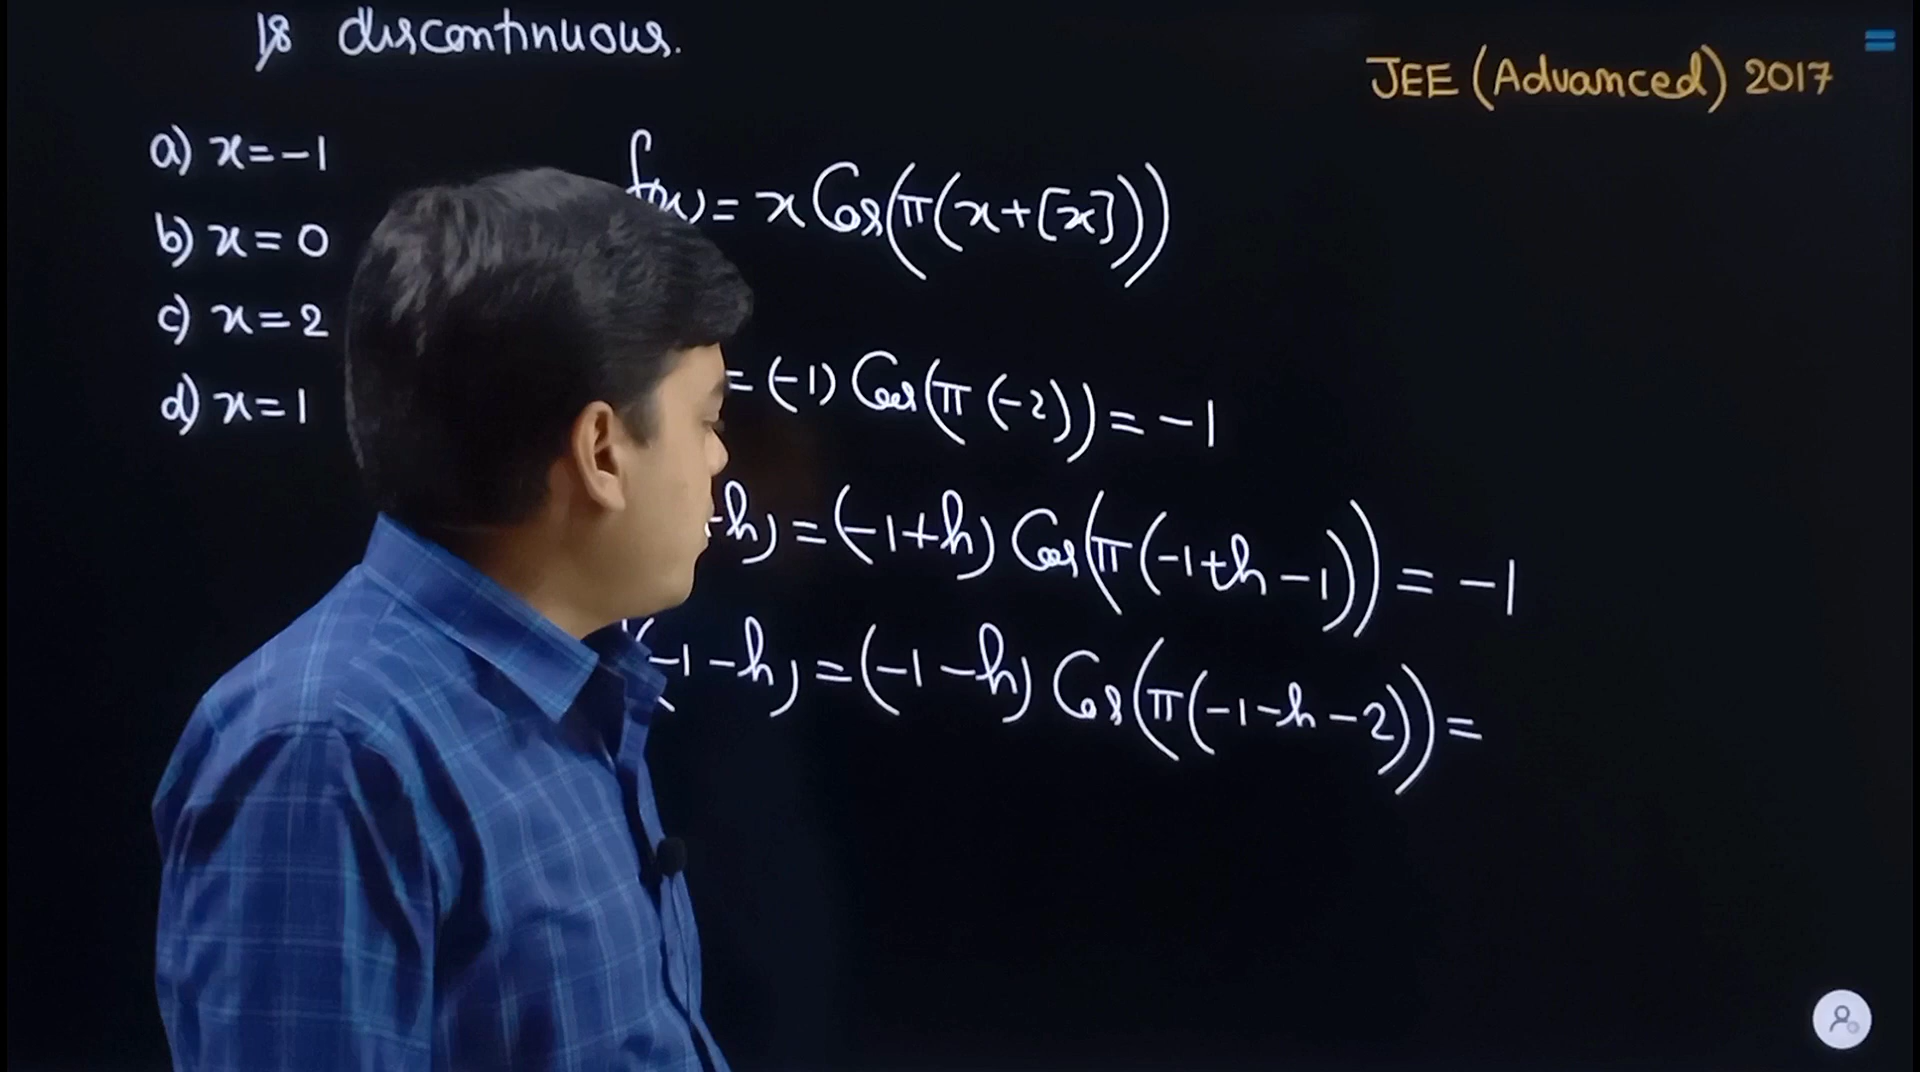 is discontinuous.
JEE (Advanced) 2017
a) x=-1
b) x=0
c) x=2
d) x=1
f(x)=x Cos(π(x+[x]))
=(-1) Cos(π(-2))=-1
-h)=(-1+h) Cos(π(-1+h-1))=-1
(-1-h)=(-1-h) Cos(π(-1-h-2))=